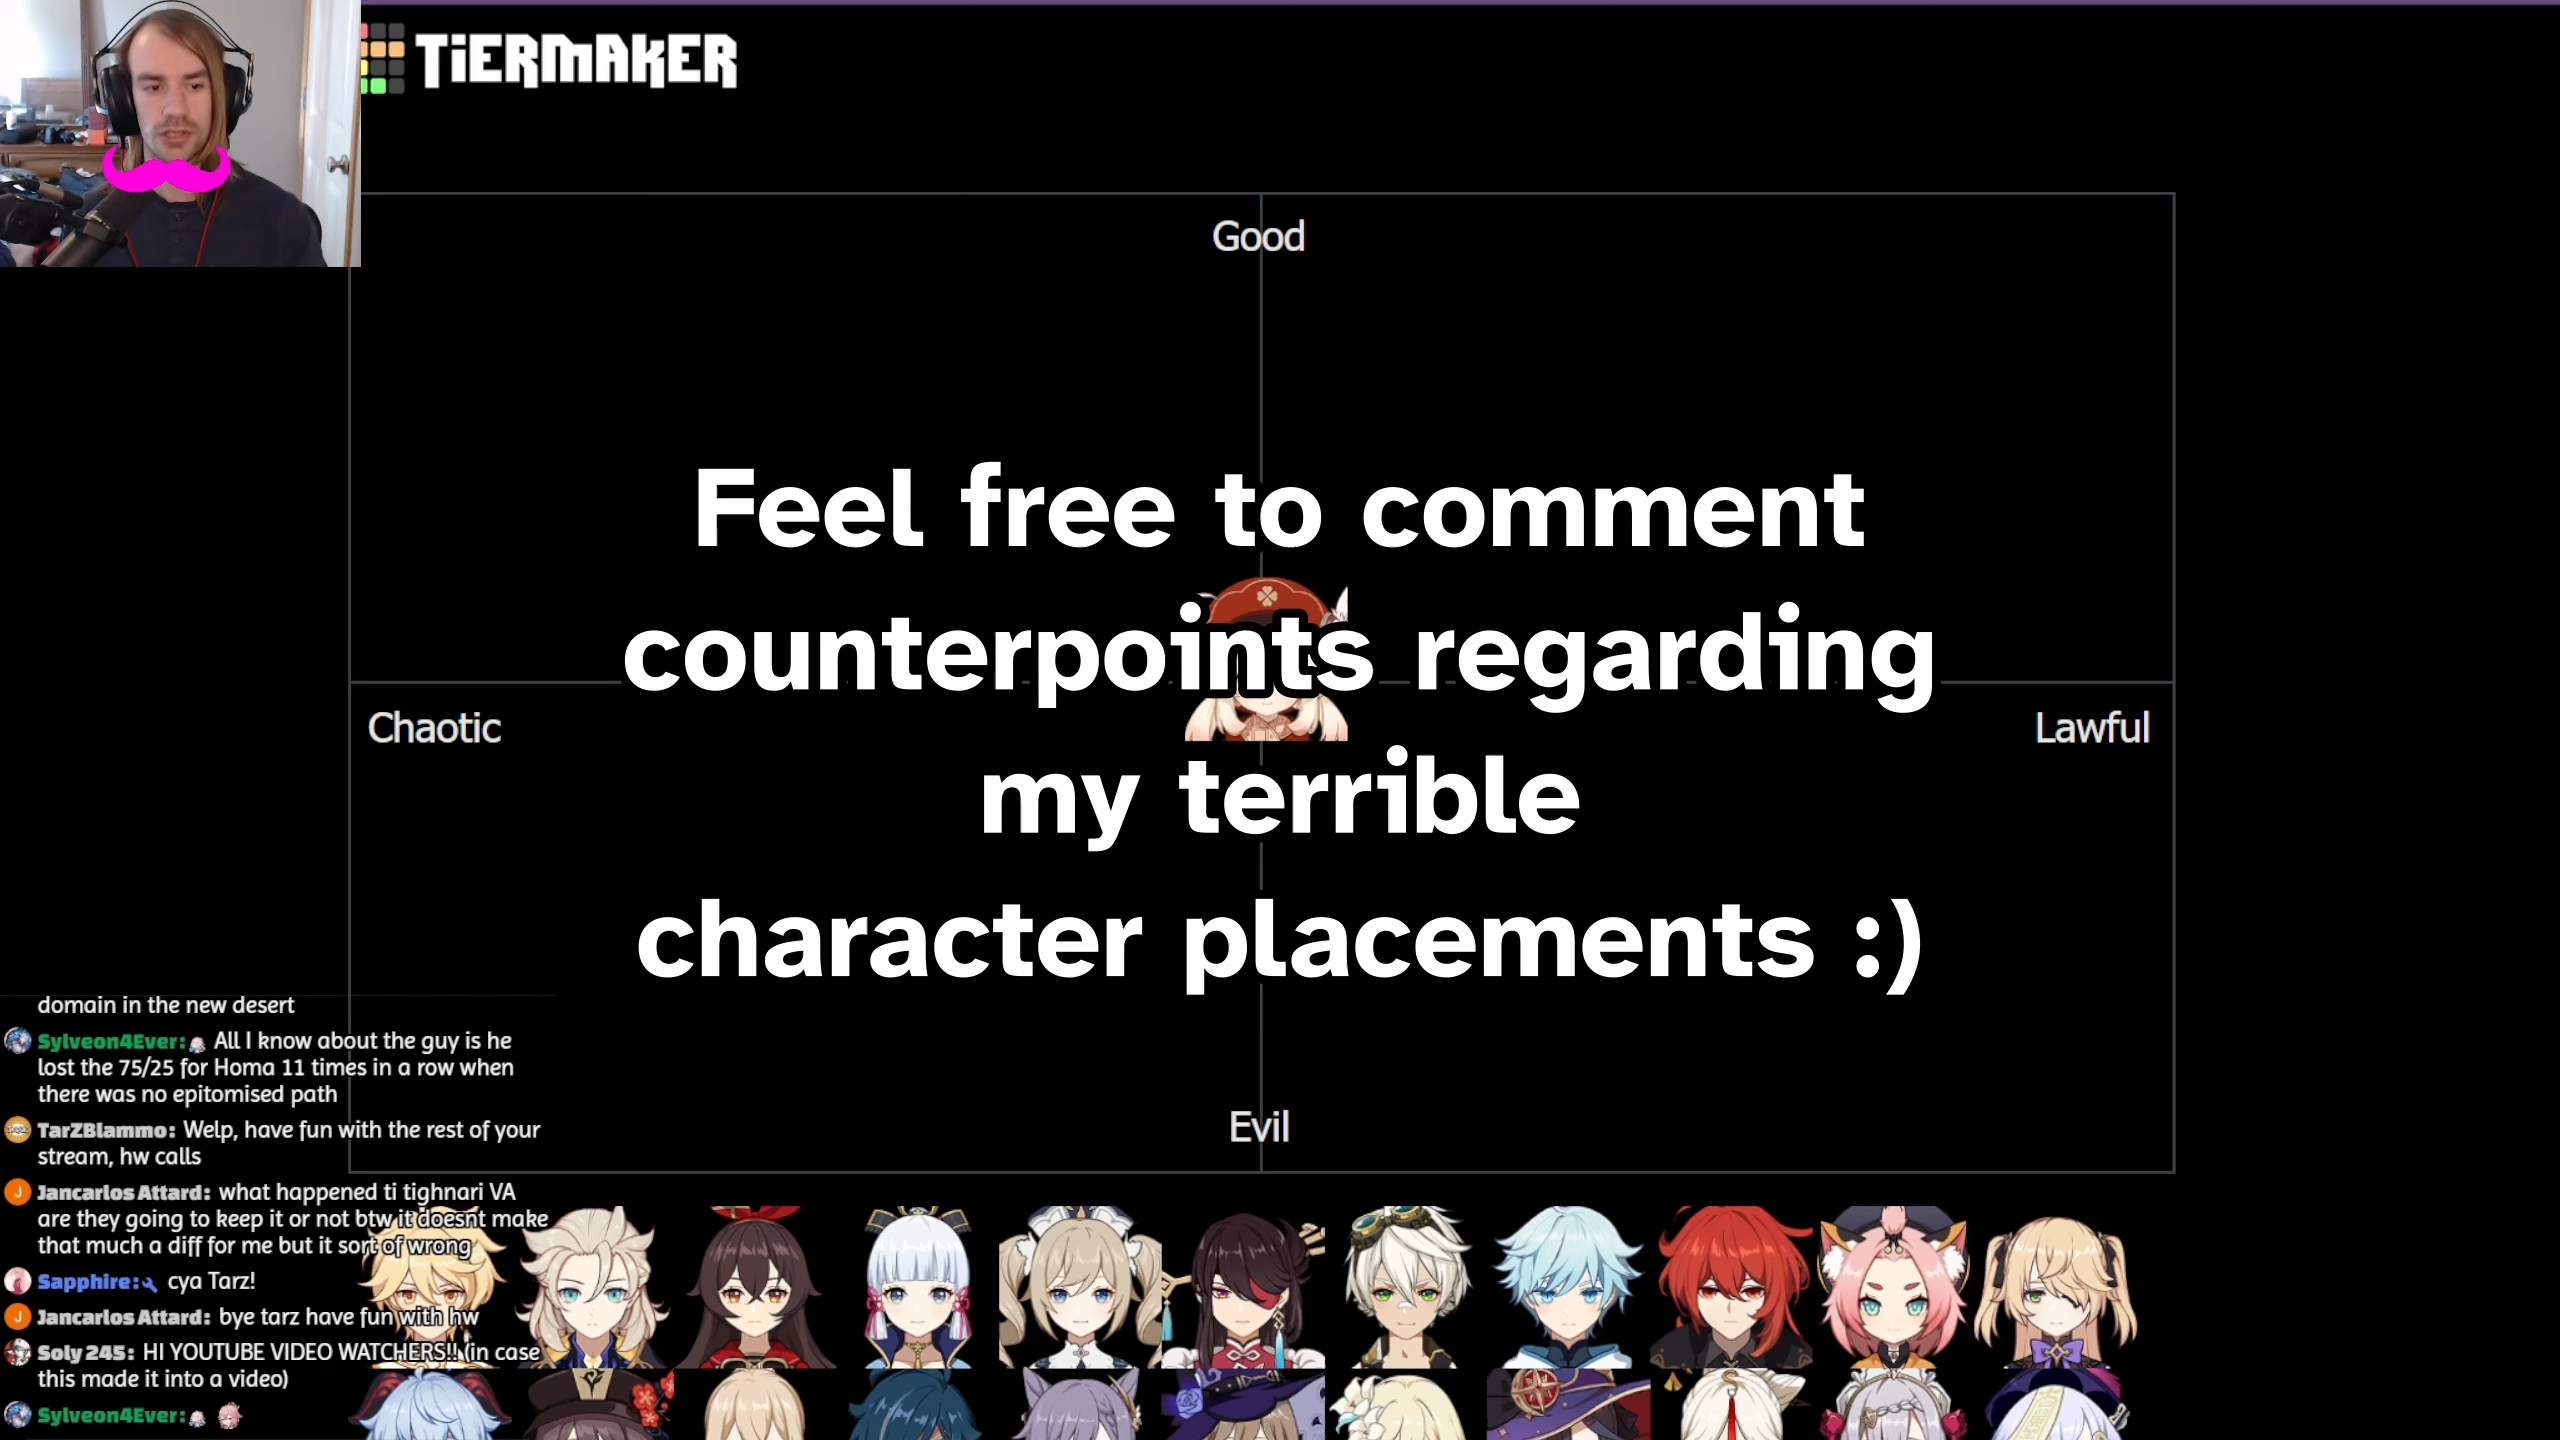 TiERMAKER
Good
Feel free to comment
counterpoints regarding
my terrible
character placements :)
Chaotic
Lawful
Evil
domain in the new desert
Sylveon4Ever: All I know about the guy is he
lost the 75/25 for Homa 11 times in a row when
there was no epitomised path
TarZBlammo: Welp, have fun with the rest of your
stream, hw calls
Jancarlos Attard: what happened ti tighnari VA
are they going to keep it or not btw it doesnt make
that much a diff for me but it sort of wrong
Sapphire: cya Tarz!
Jancarlos Attard: bye tarz have fun with hw
Soly 245: HI YOUTUBE VIDEO WATCHERS!! (in case
this made it into a video)
Sylveon4Ever: